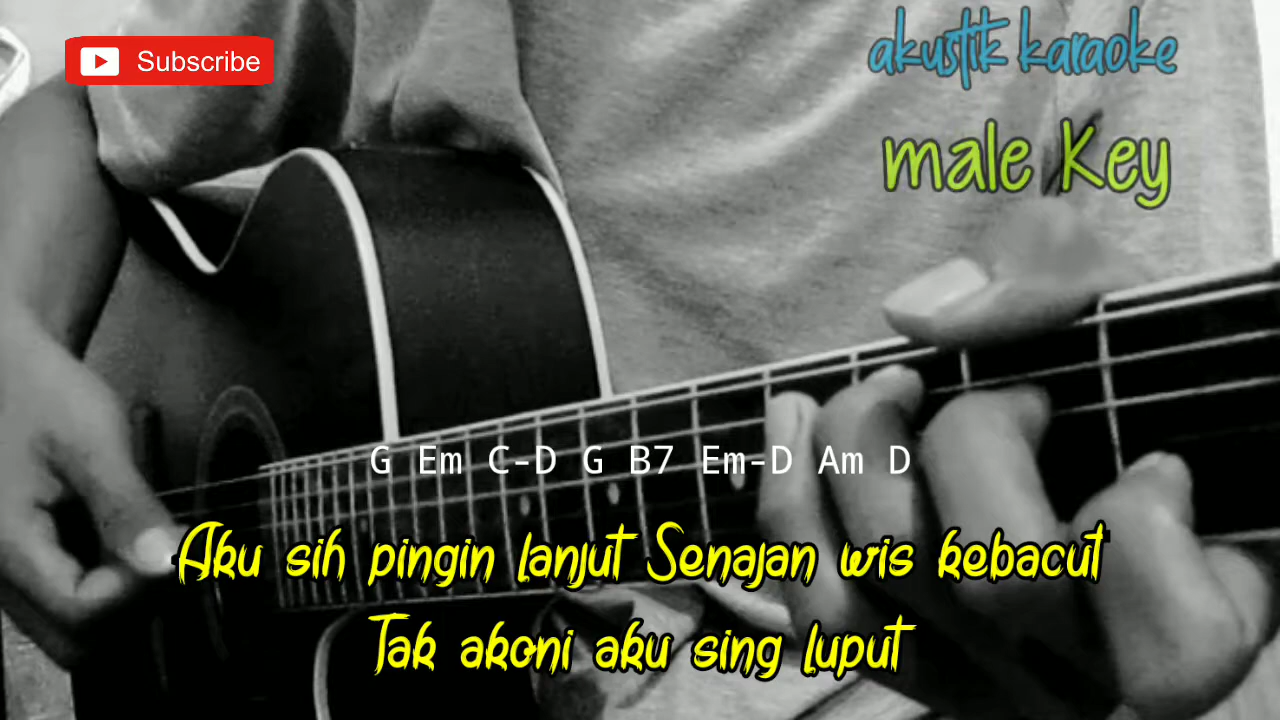 Subscribe
akustik karaoke
male Key
G Em C-D G B7 Em-D Am D
Aku sih pingin lanjut Senajan wis kebacut
Tak akoni aku sing luput